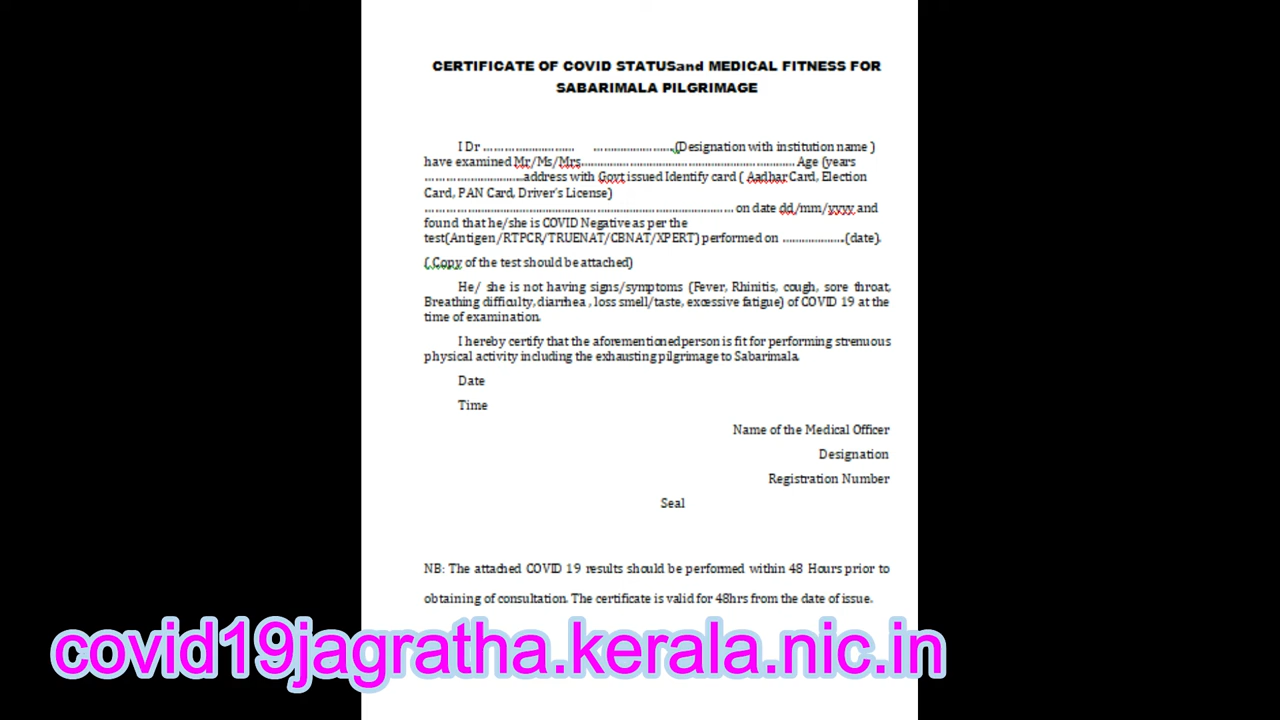 CERTIFICATE OF COVID STATUSand MEDICAL FITNESS FOR
SABARIMALA PILGRIMAGE
I Dr ............................ ........................(Designation with institution name )
have examined Mr/Ms/Mrs................................................................ Age (years
..............................address with Govt issued Identify card ( Aadhar Card, Election
Card, PAN Card, Driver's License)
............................................................................................. on date dd/mm/yyyy and
found that he/she is COVID Negative as per the
test(Antigen/RTPCR/TRUENAT/CBNAT/XPERT) performed on ...................(date).
( Copy of the test should be attached)
He/ she is not having signs/symptoms (Fever, Rhinitis, cough, sore throat,
Breathing difficulty, diarrhea , loss smell/taste, excessive fatigue) of COVID 19 at the
time of examination.
I hereby certify that the aforementionedperson is fit for performing strenuous
physical activity including the exhausting pilgrimage to Sabarimala.
Date
Time
Name of the Medical Officer
Designation
Registration Number
Seal
NB: The attached COVID 19 results should be performed within 48 Hours prior to
obtaining of consultation. The certificate is valid for 48hrs from the date of issue.
covid19jagratha.kerala.nic.in